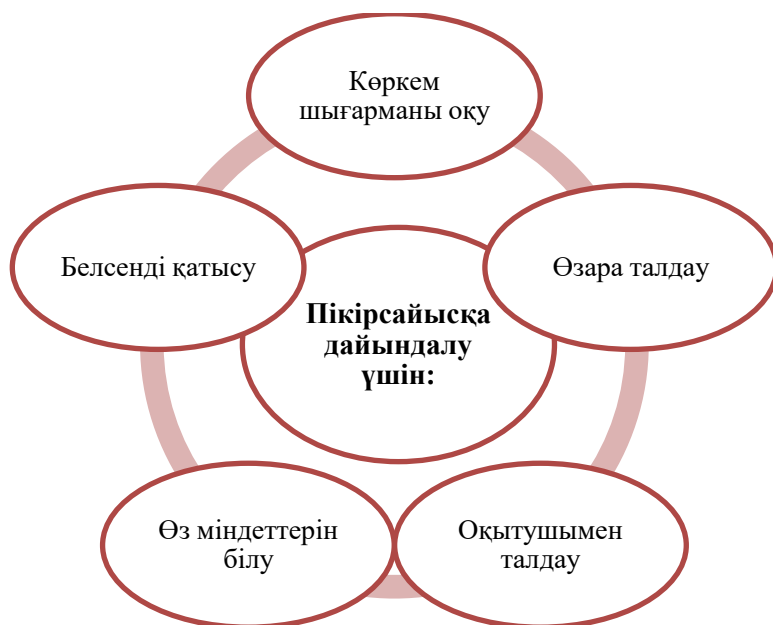 Көркем
шығарманы оқу
Белсенді қатысу
Өзара талдау
Пікірсайысқа
дайындалу
үшін:
Өз міндеттерін
білу
Оқытушымен
талдау